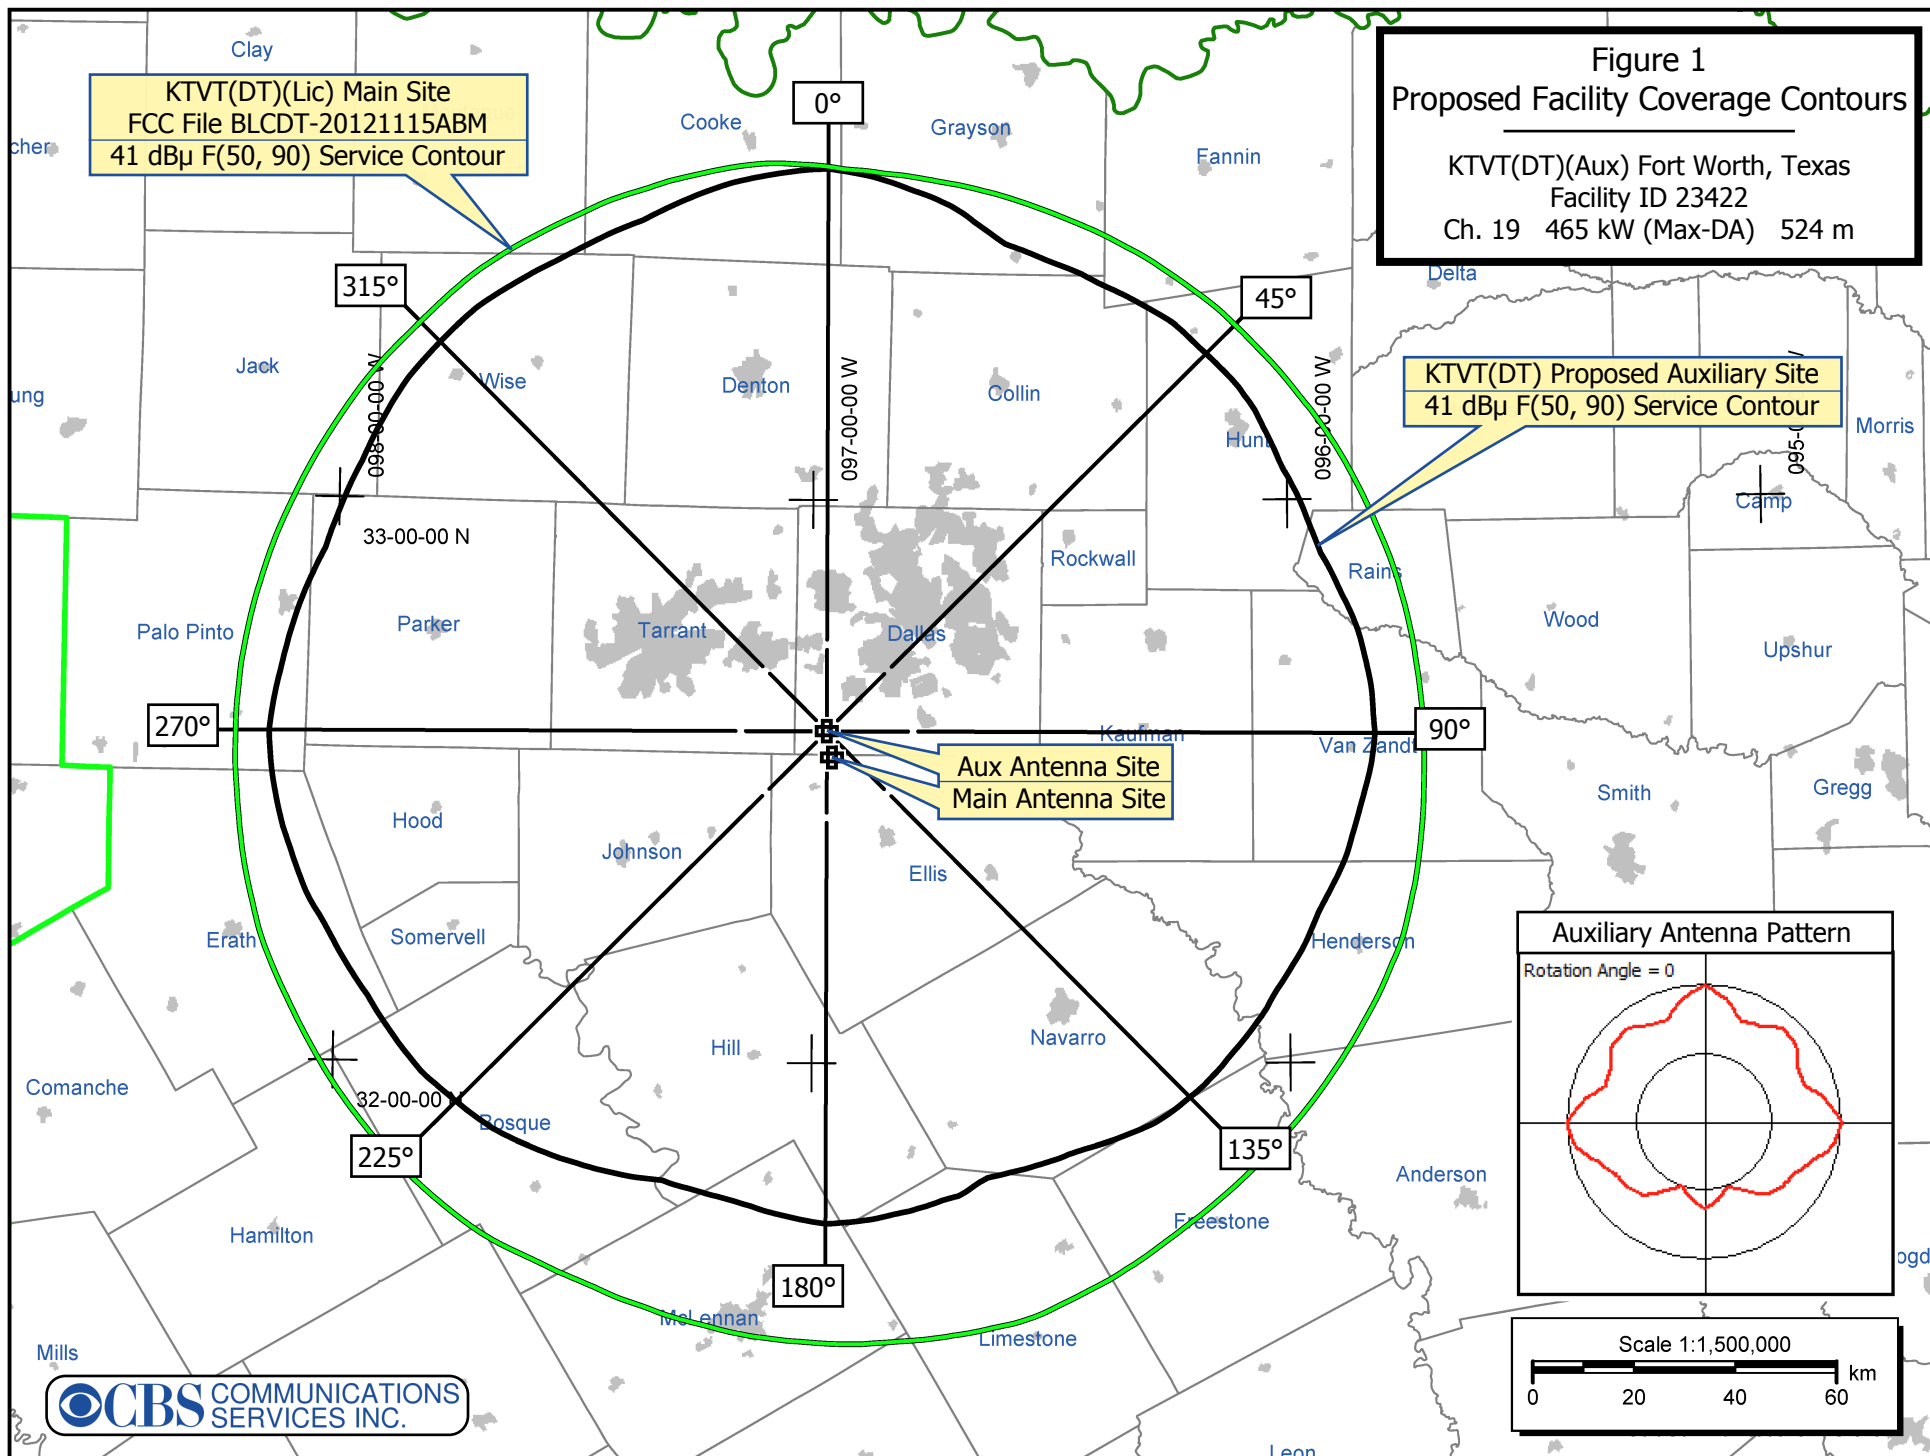 Figure 1
Proposed Facility Coverage Contours
KTVT(DT)(Aux) Fort Worth, Texas
Facility ID 23422
Ch. 19 465 kW (Max-DA) 524 m
KTVT(DT)(Lic) Main Site
FCC File BLCDT-20121115ABM
41 dBµ F(50, 90) Service Contour
Clay
cher
Cooke
0°
Grayson
Fannin
Delta
315°
45°
Jack
Wise
Denton
Collin
Hunt
ung
098-00-00 W
097-00-00 W
096-00-00 W
KTVT(DT) Proposed Auxiliary Site
41 dBµ F(50, 90) Service Contour
Morris
Camp
33-00-00 N
Rockwall
Rains
Palo Pinto
Parker
Tarrant
Dallas
Wood
Upshur
270°
90°
Kaufman
Van Zandt
Aux Antenna Site
Main Antenna Site
Smith
Gregg
Hood
Johnson
Ellis
Erath
Somervell
Henderson
Auxiliary Antenna Pattern
Rotation Angle = 0
Hill
Navarro
Comanche
32-00-00
Bosque
225°
135°
Anderson
Hamilton
Freestone
ogd
180°
McLennan
Limestone
Mills
Scale 1:1,500,000
km
0 20 40 60
CBS COMMUNICATIONS
SERVICES INC.
Leon